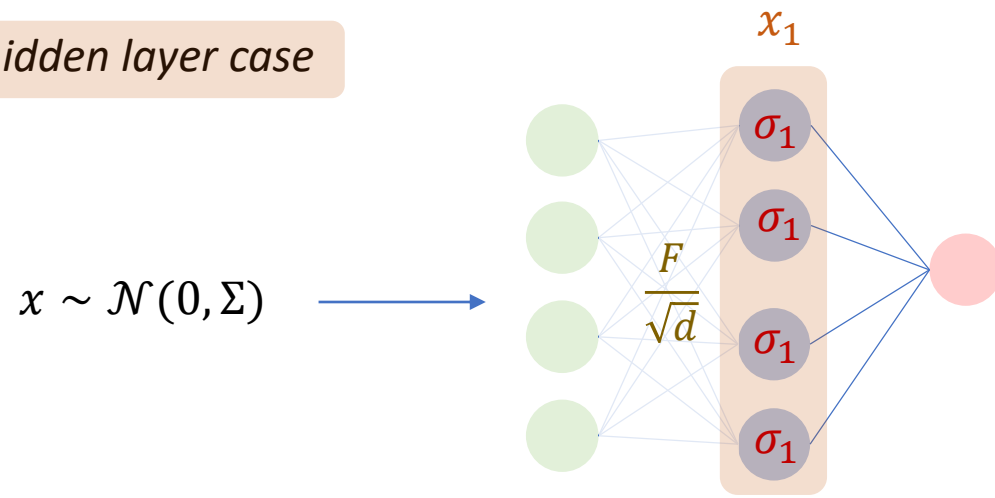 idden layer case
x₁
σ₁
σ₁
F
√d
x ~ 𝒩(0, Σ)
σ₁
σ₁